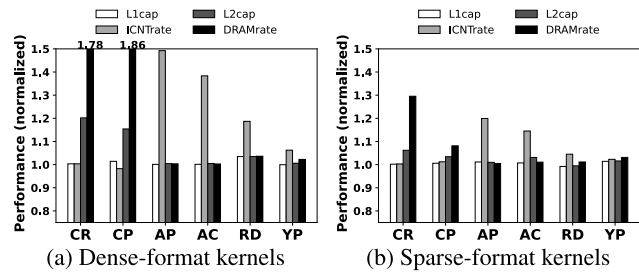 L1cap L2cap
ICNTrate DRAMrate
1.78 1.86
Performance (normalized)
1.5
1.4
1.3
1.2
1.1
1.0
0.9
0.8
CR CP AP AC RD YP
(a) Dense-format kernels
L1cap L2cap
ICNTrate DRAMrate
Performance (normalized)
1.5
1.4
1.3
1.2
1.1
1.0
0.9
0.8
CR CP AP AC RD YP
(b) Sparse-format kernels